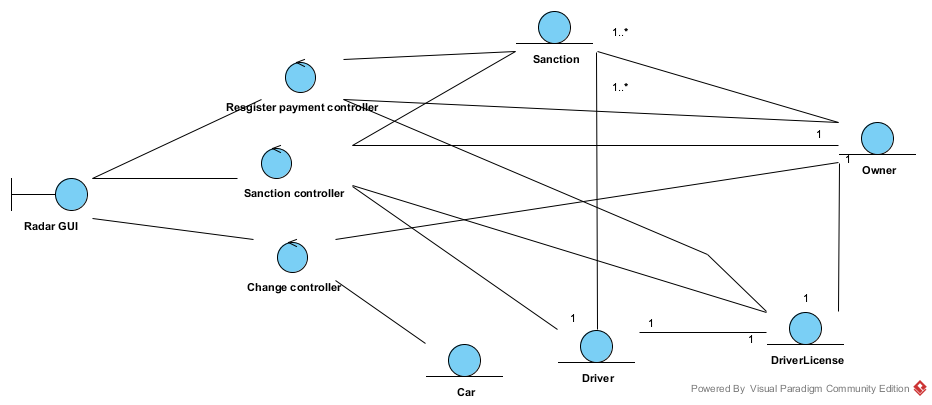 Sanction
1..*
Resgister payment controller
1..*
1
1
Owner
Sanction controller
Radar GUI
Change controller
1
1
1
1
Car
Driver
DriverLicense
Powered By Visual Paradigm Community Edition